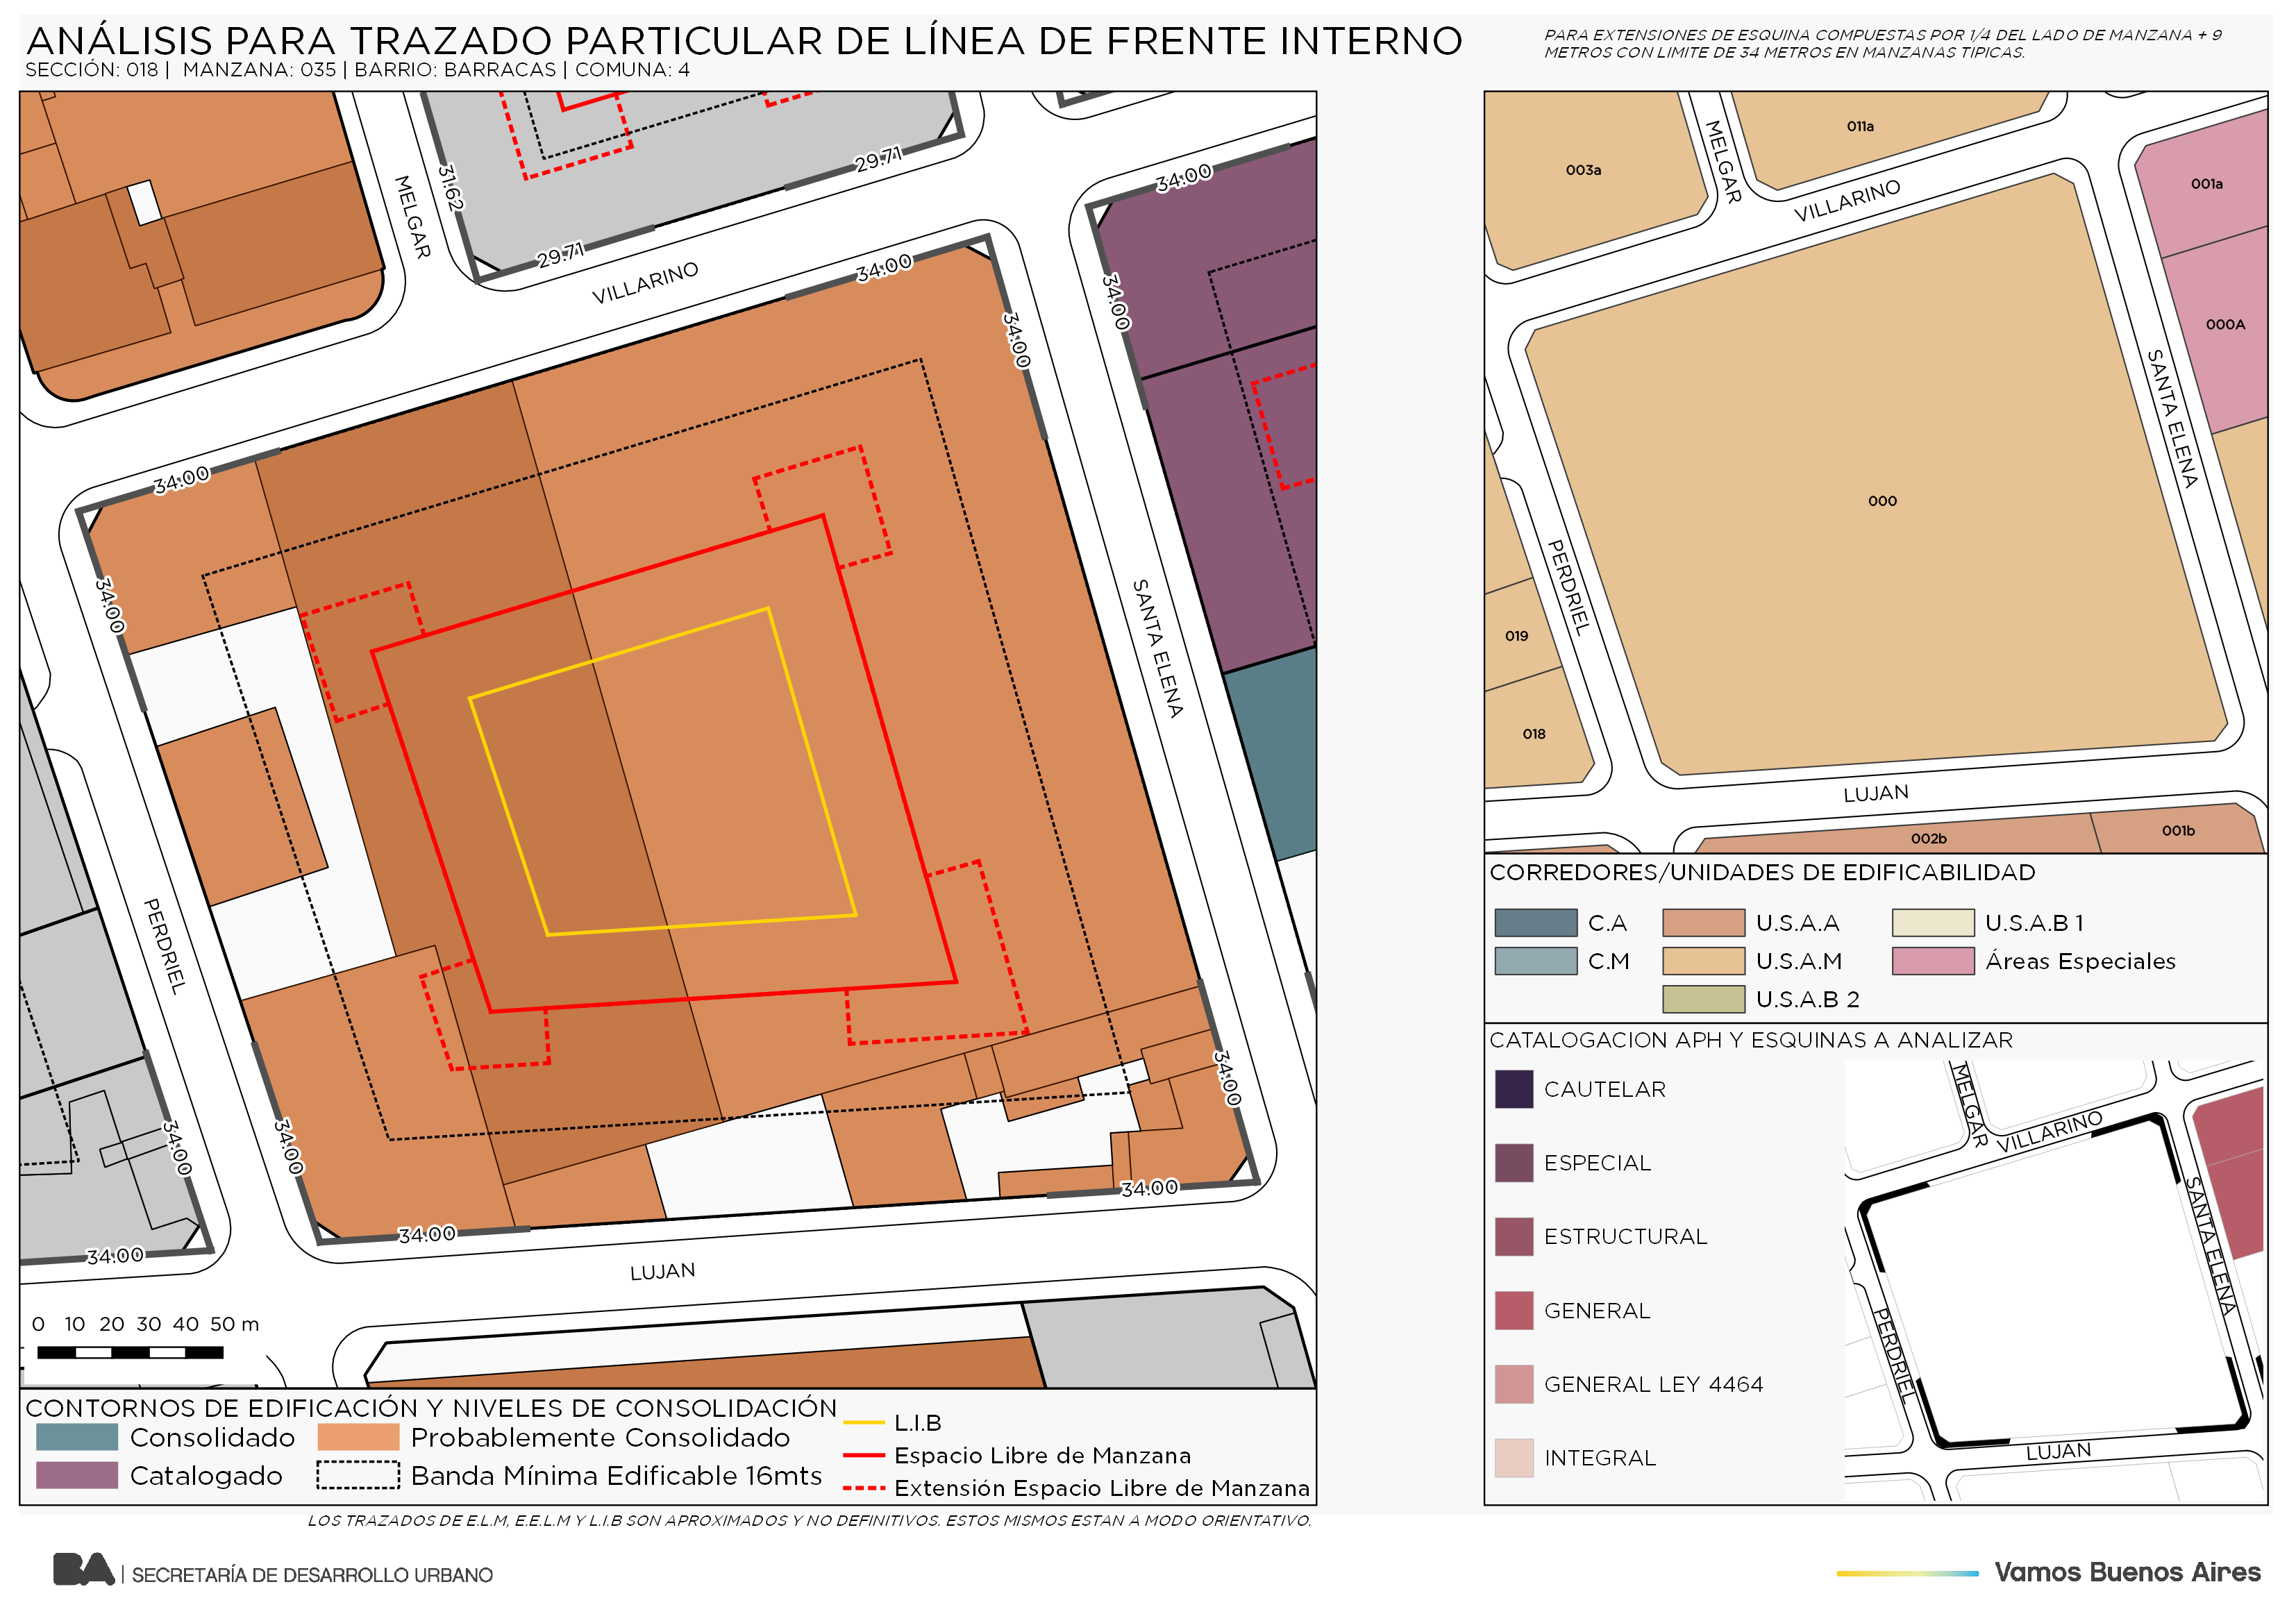 ANÁLISIS PARA TRAZADO PARTICULAR DE LÍNEA DE FRENTE INTERNO
SECCIÓN: 018 | MANZANA: 035 | BARRIO: BARRACAS | COMUNA: 4
PARA EXTENSIONES DE ESQUINA COMPUESTAS POR 1/4 DEL LADO DE MANZANA + 9
METROS CON LIMITE DE 34 METROS EN MANZANAS TIPICAS.
MELGAR
31.62
29.71
29.71
VILLARINO
34.00
34.00
34.00
34.00
34.00
34.00
SANTA ELENA
PERDRIEL
34.00
34.00
34.00
34.00
34.00
34.00
LUJAN
0 10 20 30 40 50 m
CONTORNOS DE EDIFICACIÓN Y NIVELES DE CONSOLIDACIÓN
Consolidado
Probablemente Consolidado
Catalogado
Banda Mínima Edificable 16mts
L.I.B
Espacio Libre de Manzana
Extensión Espacio Libre de Manzana
LOS TRAZADOS DE E.L.M, E.E.L.M Y L.I.B SON APROXIMADOS Y NO DEFINITIVOS. ESTOS MISMOS ESTAN A MODO ORIENTATIVO.
003a
MELGAR
011a
VILLARINO
001a
000A
SANTA ELENA
000
PERDRIEL
019
018
LUJAN
002b
001b
CORREDORES/UNIDADES DE EDIFICABILIDAD
C.A
U.S.A.A
U.S.A.B 1
C.M
U.S.A.M
Áreas Especiales
U.S.A.B 2
CATALOGACION APH Y ESQUINAS A ANALIZAR
CAUTELAR
ESPECIAL
ESTRUCTURAL
GENERAL
GENERAL LEY 4464
INTEGRAL
MELGAR
VILLARINO
SANTA ELENA
PERDRIEL
LUJAN
BA | SECRETARÍA DE DESARROLLO URBANO
Vamos Buenos Aires